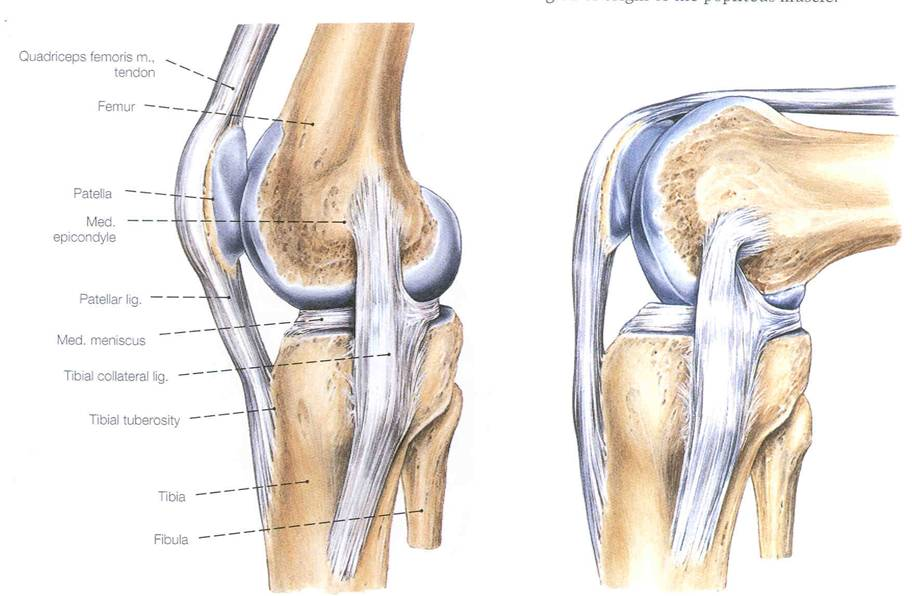 Quadriceps femoris m.,
tendon
Femur
Patella
Med.
epicondyle
Patellar lig.
Med. meniscus
Tibial collateral lig.
Tibial tuberosity
Tibia
Fibula